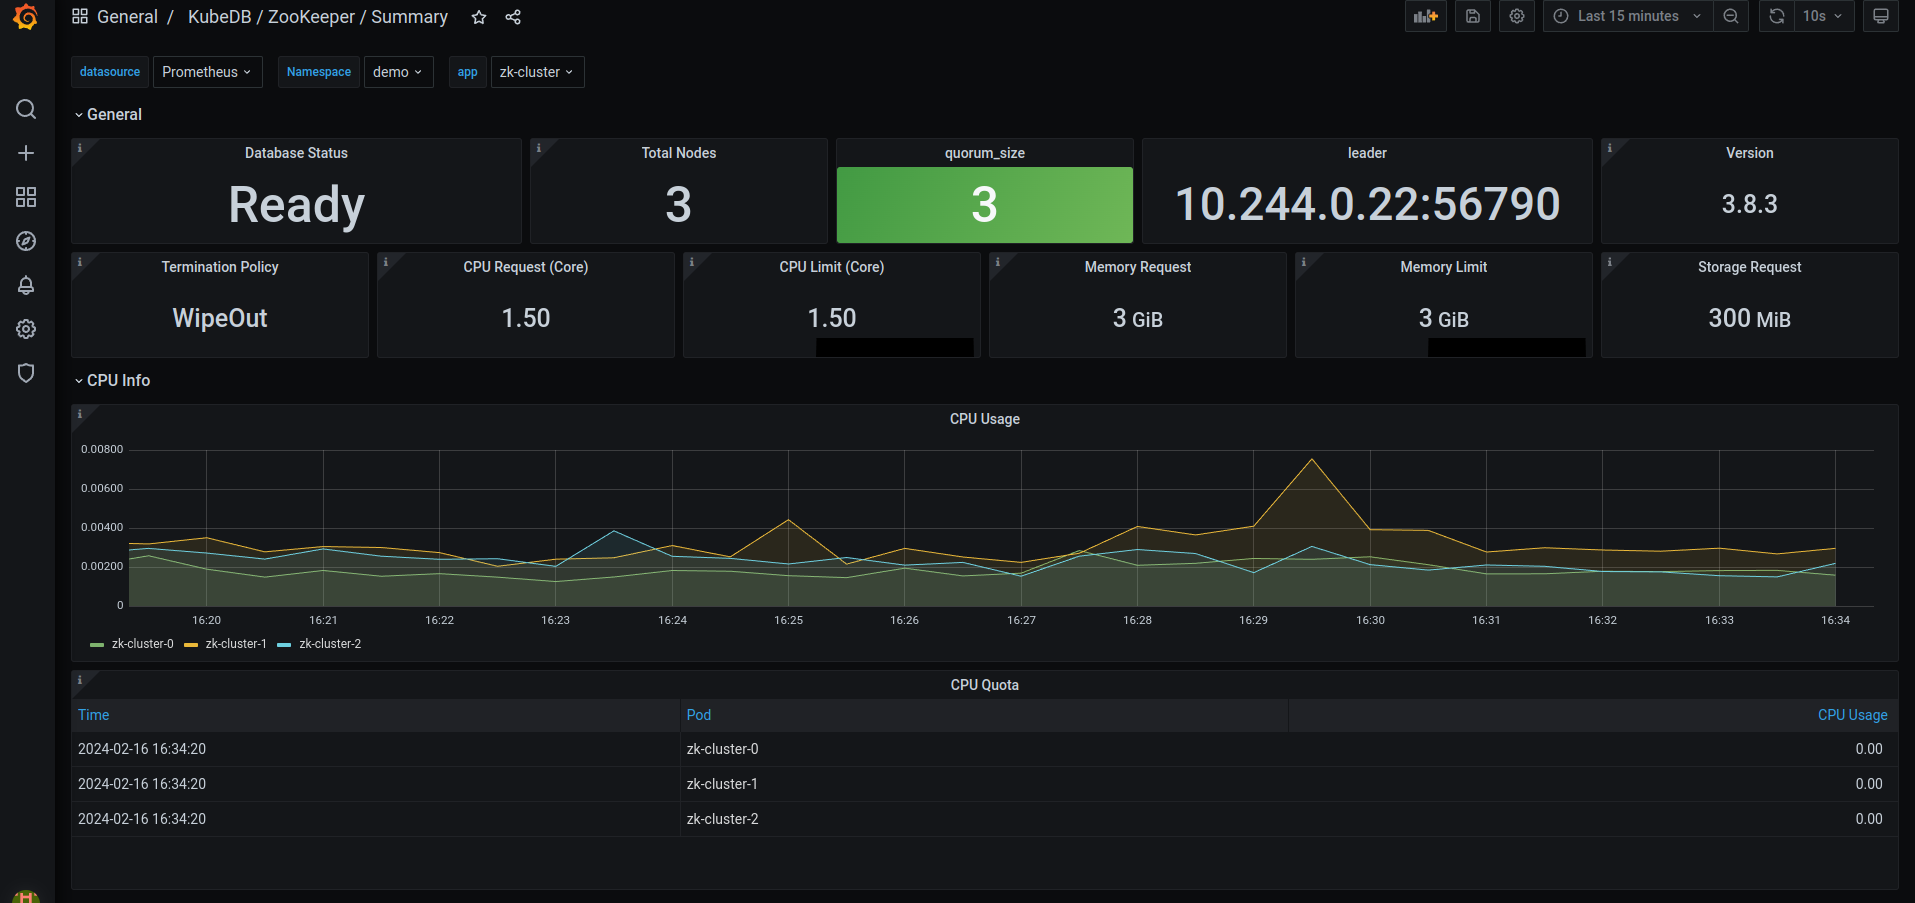 General / KubeDB / ZooKeeper / Summary
Last 15 minutes
10s
datasource Prometheus Namespace demo app zk-cluster
General
Database Status
Ready
Total Nodes
3
quorum_size
3
leader
10.244.0.22:56790
Version
3.8.3
Termination Policy
WipeOut
CPU Request (Core)
1.50
CPU Limit (Core)
1.50
Memory Request
3 GiB
Memory Limit
3 GiB
Storage Request
300 MiB
CPU Info
CPU Usage
0.00800
0.00600
0.00400
0.00200
0
16:20 16:21 16:22 16:23 16:24 16:25 16:26 16:27 16:28 16:29 16:30 16:31 16:32 16:33 16:34
zk-cluster-0 zk-cluster-1 zk-cluster-2
CPU Quota
Time Pod CPU Usage
2024-02-16 16:34:20 zk-cluster-0 0.00
2024-02-16 16:34:20 zk-cluster-1 0.00
2024-02-16 16:34:20 zk-cluster-2 0.00